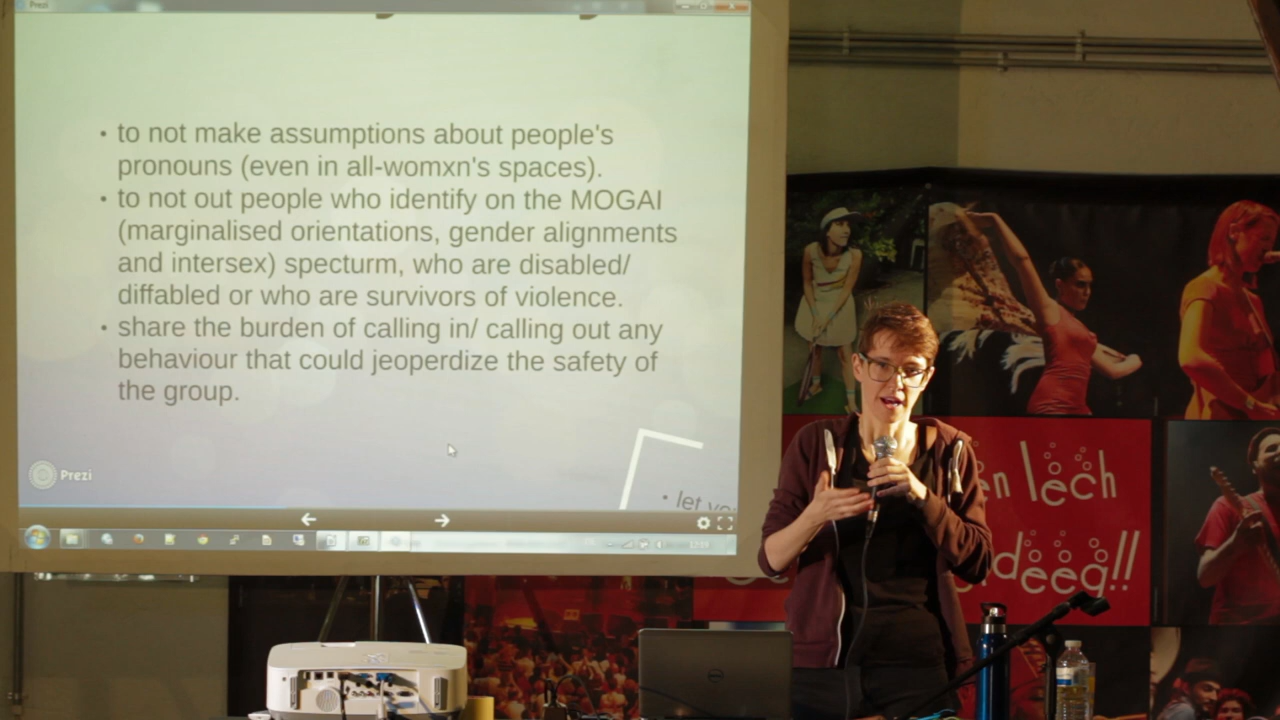 Prezi
• to not make assumptions about people's
pronouns (even in all-womxn's spaces).
• to not out people who identify on the MOGAI
(marginalised orientations, gender alignments
and intersex) specturm, who are disabled/
diffabled or who are survivors of violence.
• share the burden of calling in/ calling out any
behaviour that could jeoperdize the safety of
the group.
Prezi
• let
en lech
deeg!!
DELL